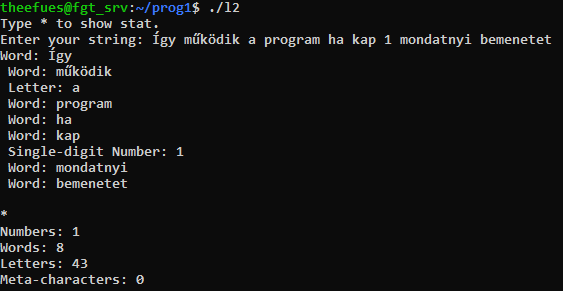 theefues@fgt_srv:~/prog1$ ./l2
Type * to show stat.
Enter your string: Így működik a program ha kap 1 mondatnyi bemenetet
Word: Így
Word: működik
Letter: a
Word: program
Word: ha
Word: kap
Single-digit Number: 1
Word: mondatnyi
Word: bemenetet
*
Numbers: 1
Words: 8
Letters: 43
Meta-characters: 0